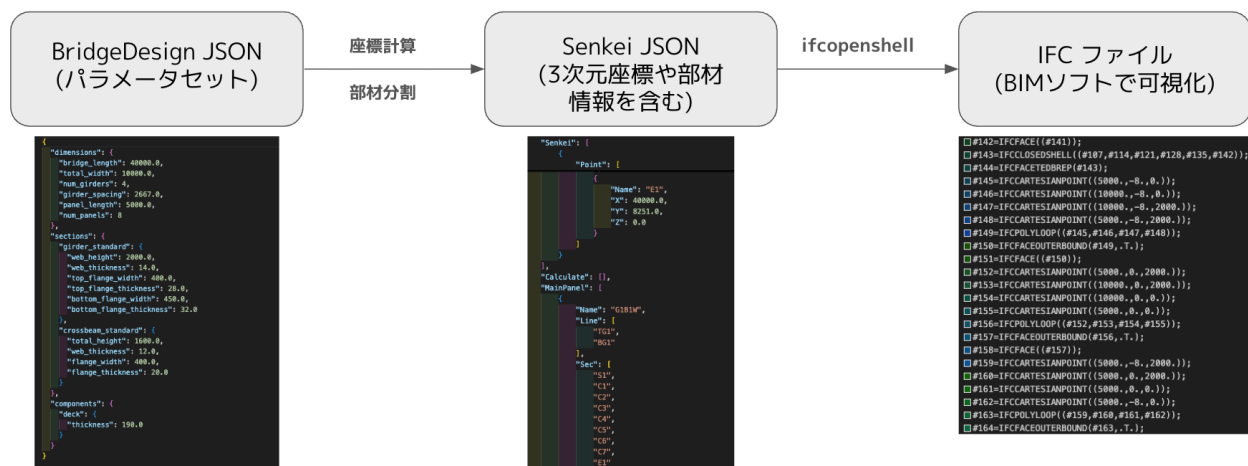 BridgeDesign JSON
(パラメータセット)
座標計算
部材分割
Senkei JSON
(3次元座標や部材
情報を含む)
ifcopenshell
IFC ファイル
(BIMソフトで可視化)
{
"dimensions": {
"bridge_length": 40000.0,
"total_width": 10000.0,
"num_girders": 4,
"girder_spacing": 2667.0,
"panel_length": 5000.0,
"num_panels": 8
},
"sections": {
"girder_standard": {
"web_height": 2000.0,
"web_thickness": 14.0,
"top_flange_width": 400.0,
"top_flange_thickness": 28.0,
"bottom_flange_width": 450.0,
"bottom_flange_thickness": 32.0
},
"crossbeam_standard": {
"total_height": 1600.0,
"web_thickness": 12.0,
"flange_width": 400.0,
"flange_thickness": 20.0
}
},
"components": {
"deck": {
"thickness": 190.0
}
}
}
"Senkei": [
{
"Point": [
{
"Name": "E1",
"X": 40000.0,
"Y": 8251.0,
"Z": 0.0
}
]
}
],
"Calculate": [],
"MainPanel": [
{
"Name": "G1B1W",
"Line": [
"TG1",
"BG1"
],
"Sec": [
"S1",
"C1",
"C2",
"C3",
"C4",
"C5",
"C6",
"C7",
"E1"
#142=IFCFACE((#141));
#143=IFCCLOSEDSHELL((#107,#114,#121,#128,#135,#142));
#144=IFCFACETEDBREP(#143);
#145=IFCCARTESIANPOINT((5000.,-8.,0.));
#146=IFCCARTESIANPOINT((10000.,-8.,0.));
#147=IFCCARTESIANPOINT((10000.,-8.,2000.));
#148=IFCCARTESIANPOINT((5000.,-8.,2000.));
#149=IFCPOLYLOOP((#145,#146,#147,#148));
#150=IFCFACEOUTERBOUND(#149,.T.);
#151=IFCFACE((#150));
#152=IFCCARTESIANPOINT((5000.,0.,2000.));
#153=IFCCARTESIANPOINT((10000.,0.,2000.));
#154=IFCCARTESIANPOINT((10000.,0.,0.));
#155=IFCCARTESIANPOINT((5000.,0.,0.));
#156=IFCPOLYLOOP((#152,#153,#154,#155));
#157=IFCFACEOUTERBOUND(#156,.T.);
#158=IFCFACE((#157));
#159=IFCCARTESIANPOINT((5000.,-8.,2000.));
#160=IFCCARTESIANPOINT((5000.,0.,2000.));
#161=IFCCARTESIANPOINT((5000.,0.,0.));
#162=IFCCARTESIANPOINT((5000.,-8.,0.));
#163=IFCPOLYLOOP((#159,#160,#161,#162));
#164=IFCFACEOUTERBOUND(#163,.T.);